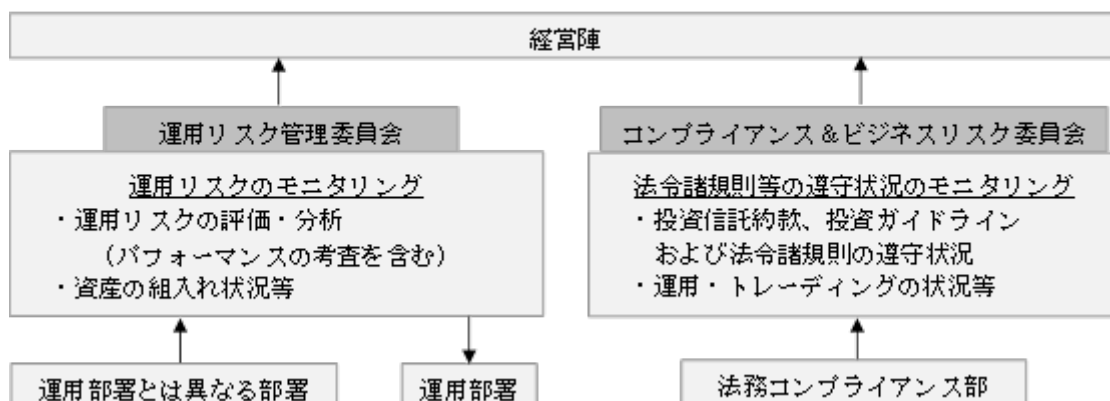 経営陣
運用リスク管理委員会
運用リスクのモニタリング
・運用リスクの評価・分析
（パフォーマンスの考査を含む）
・資産の組入れ状況等
コンプライアンス＆ビジネスリスク委員会
法令諸規則等の遵守状況のモニタリング
・投資信託約款、投資ガイドライン
および法令諸規則の遵守状況
・運用・トレーディングの状況等
運用部署とは異なる部署
運用部署
法務コンプライアンス部